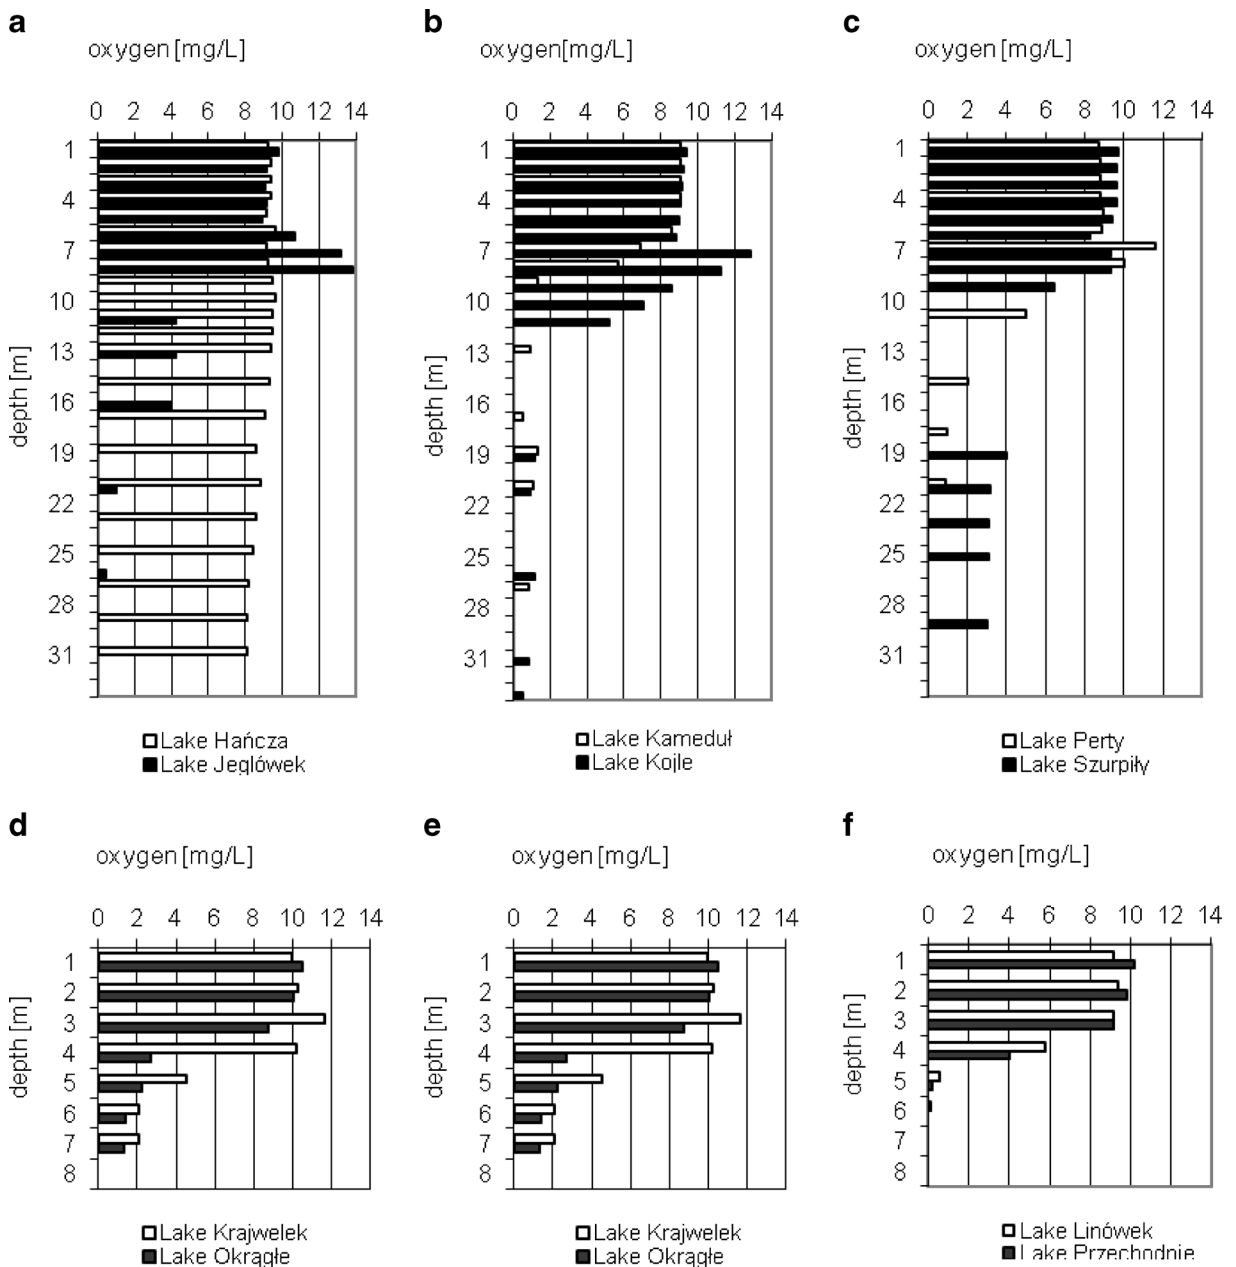 a
oxygen [mg/L]
0 2 4 6 8 10 12 14
1
4
7
10
13
16
19
22
25
28
31
depth [m]
Lake Hańcza
Lake Jeglówek
b
oxygen[mg/L]
0 2 4 6 8 10 12 14
1
4
7
10
13
16
19
22
25
28
31
depth [m]
Lake Kameduł
Lake Kojle
c
oxygen [mg/L]
0 2 4 6 8 10 12 14
1
4
7
10
13
16
19
22
25
28
31
depth [m]
Lake Perty
Lake Szurpiły
d
oxygen [mg/L]
0 2 4 6 8 10 12 14
1
2
3
4
5
6
7
8
depth [m]
Lake Krajwelek
Lake Okrągłe
e
oxygen [mg/L]
0 2 4 6 8 10 12 14
1
2
3
4
5
6
7
8
depth [m]
Lake Krajwelek
Lake Okrągłe
f
oxygen [mg/L]
0 2 4 6 8 10 12 14
1
2
3
4
5
6
7
8
depth [m]
Lake Linówek
Lake Przechodnie